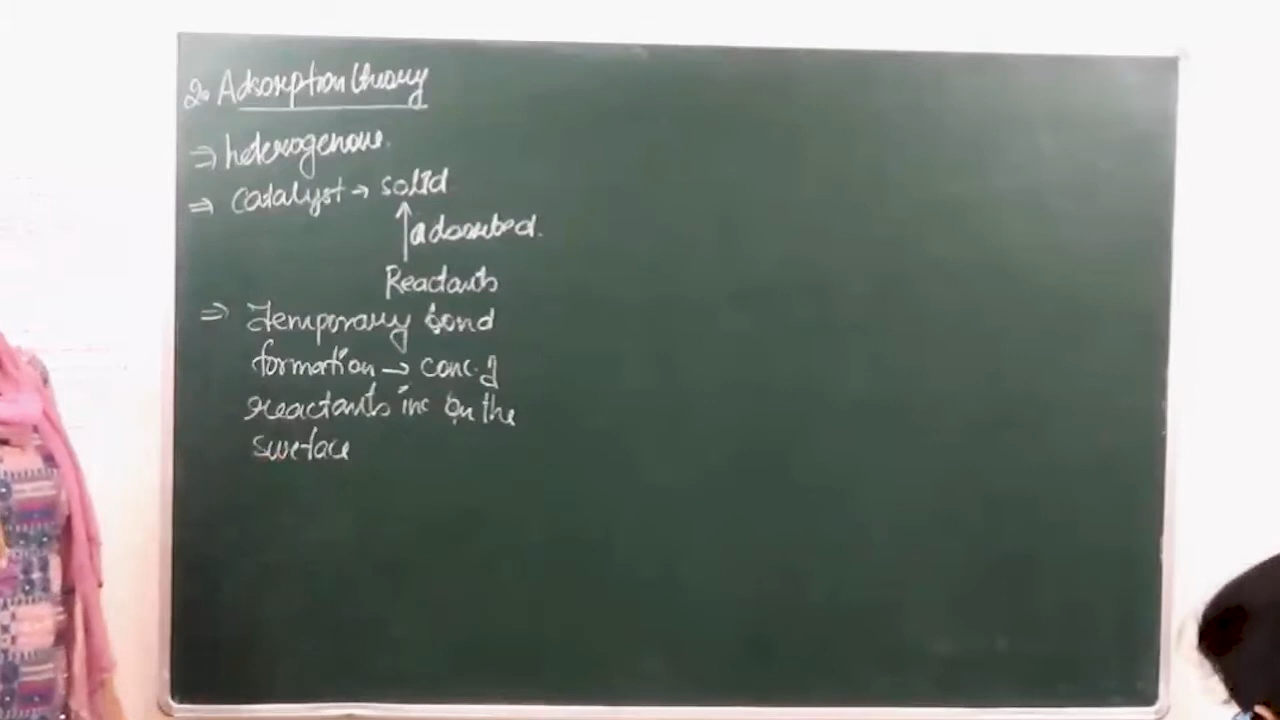 2. Adsorption theory
⇒ heterogenous.
⇒ catalyst → solid
↑ adsorbed.
Reactants
⇒ Temporary bond
formation → conc. of
reactants inc on the
surface